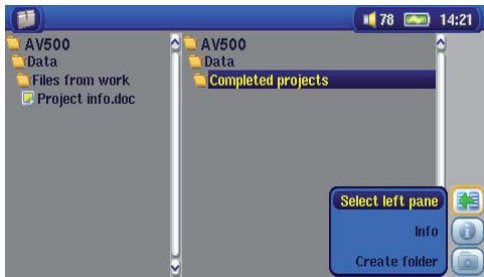 78 14:21
AV500
Data
Files from work
Project info.doc
AV500
Data
Completed projects
Select left pane
Info
Create folder